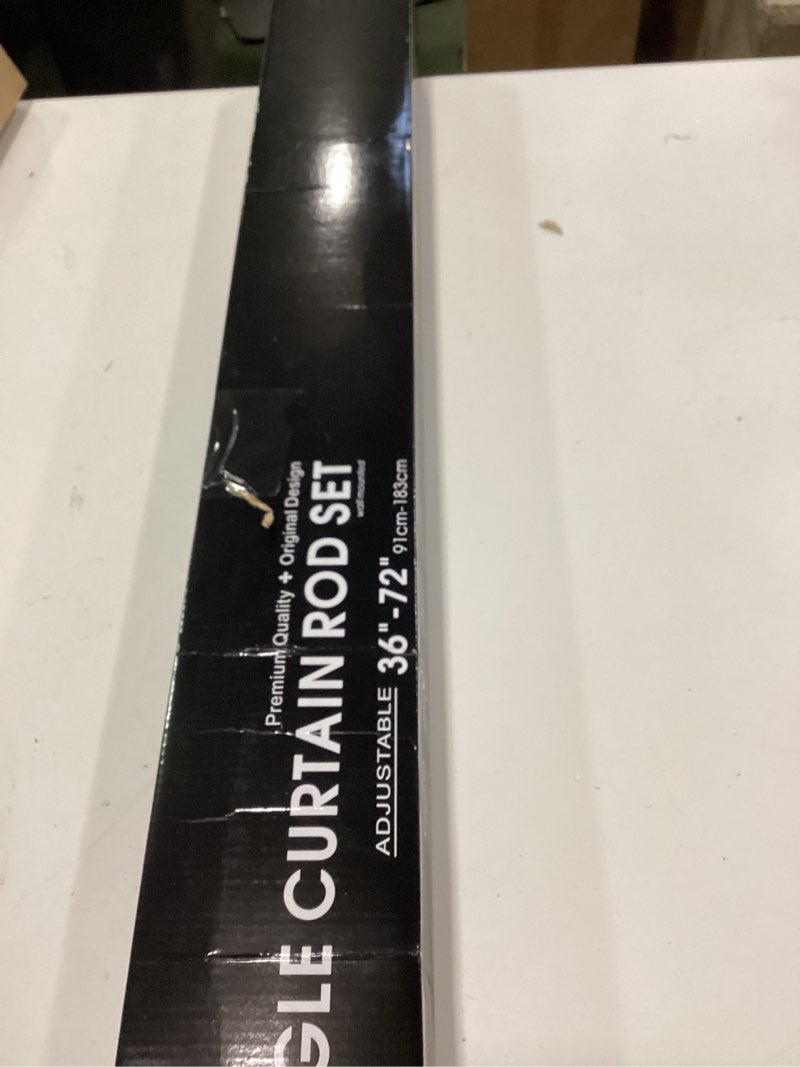 Premium Quality + Original Design
GLE CURTAIN ROD SET
wall mounted
ADJUSTABLE 36"-72" 91cm-183cm